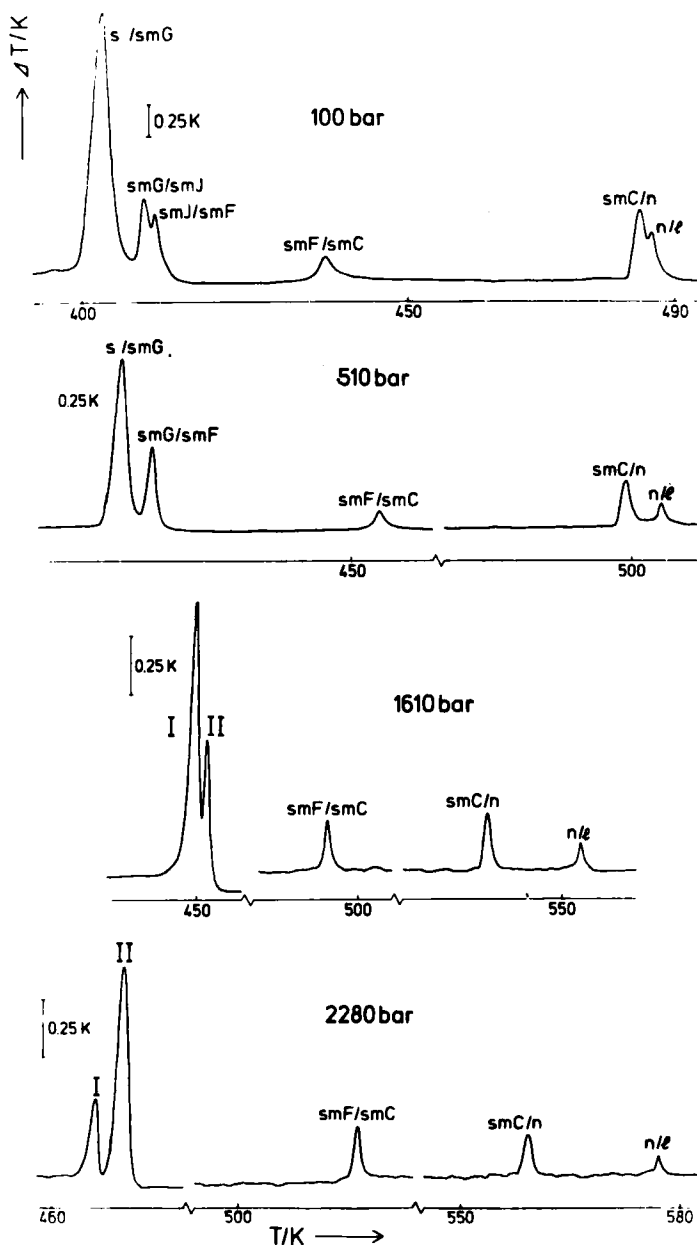 → Δ T/K
s /smG
0.25 K
100 bar
smG/smJ
smJ/smF
smF/smC
smC/n
n/ℓ
400 450 490
s /smG.
510 bar
0.25 K
smG/smF
smF/smC
smC/n
n/ℓ
450 500
0.25 K
1610 bar
I II
smF/smC
smC/n
n/ℓ
450 500 550
II
2280 bar
0.25 K
I
smF/smC
smC/n
n/ℓ
460 500 550 580
T/K →